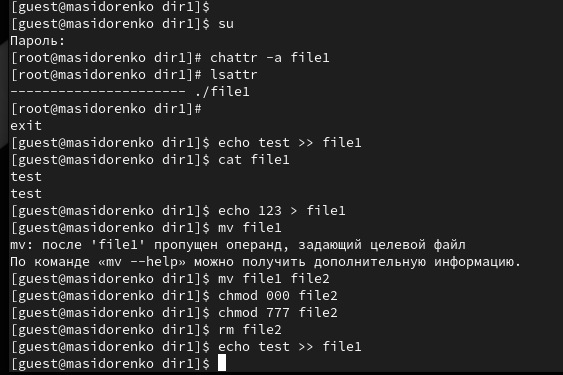 [guest@masidorenko dir1]$
[guest@masidorenko dir1]$ su
Пароль:
[root@masidorenko dir1]# chattr -a file1
[root@masidorenko dir1]# lsattr
---------------------- ./file1
[root@masidorenko dir1]#
exit
[guest@masidorenko dir1]$ echo test >> file1
[guest@masidorenko dir1]$ cat file1
test
test
[guest@masidorenko dir1]$ echo 123 > file1
[guest@masidorenko dir1]$ mv file1
mv: после 'file1' пропущен операнд, задающий целевой файл
По команде «mv --help» можно получить дополнительную информацию.
[guest@masidorenko dir1]$ mv file1 file2
[guest@masidorenko dir1]$ chmod 000 file2
[guest@masidorenko dir1]$ chmod 777 file2
[guest@masidorenko dir1]$ rm file2
[guest@masidorenko dir1]$ echo test >> file1
[guest@masidorenko dir1]$